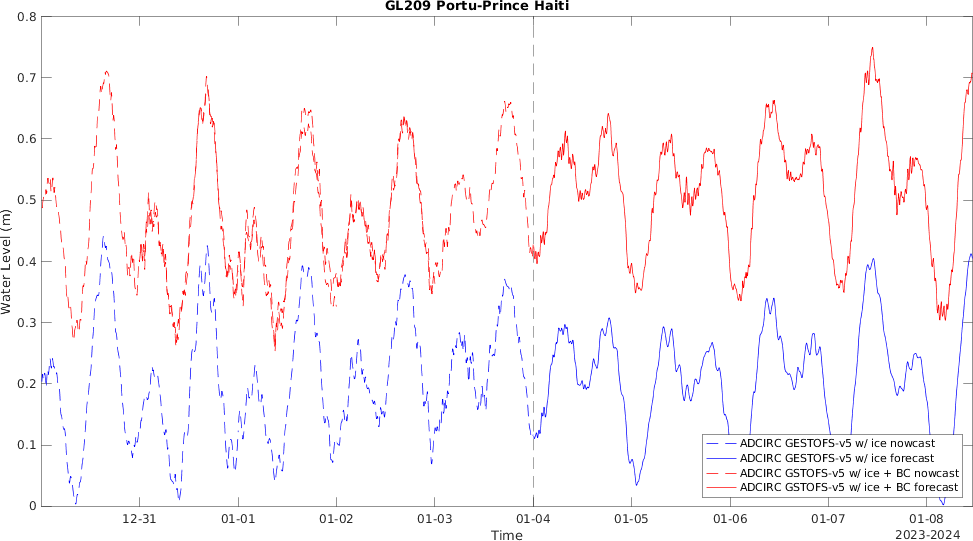 GL209 Portu-Prince Haiti
0.8
0.7
0.6
0.5
0.4
0.3
0.2
0.1
0
Water Level (m)
ADCIRC GESTOFS-v5 w/ ice nowcast
ADCIRC GESTOFS-v5 w/ ice forecast
ADCIRC GSTOFS-v5 w/ ice + BC nowcast
ADCIRC GSTOFS-v5 w/ ice + BC forecast
12-31 01-01 01-02 01-03 01-04 01-05 01-06 01-07 01-08
Time
2023-2024